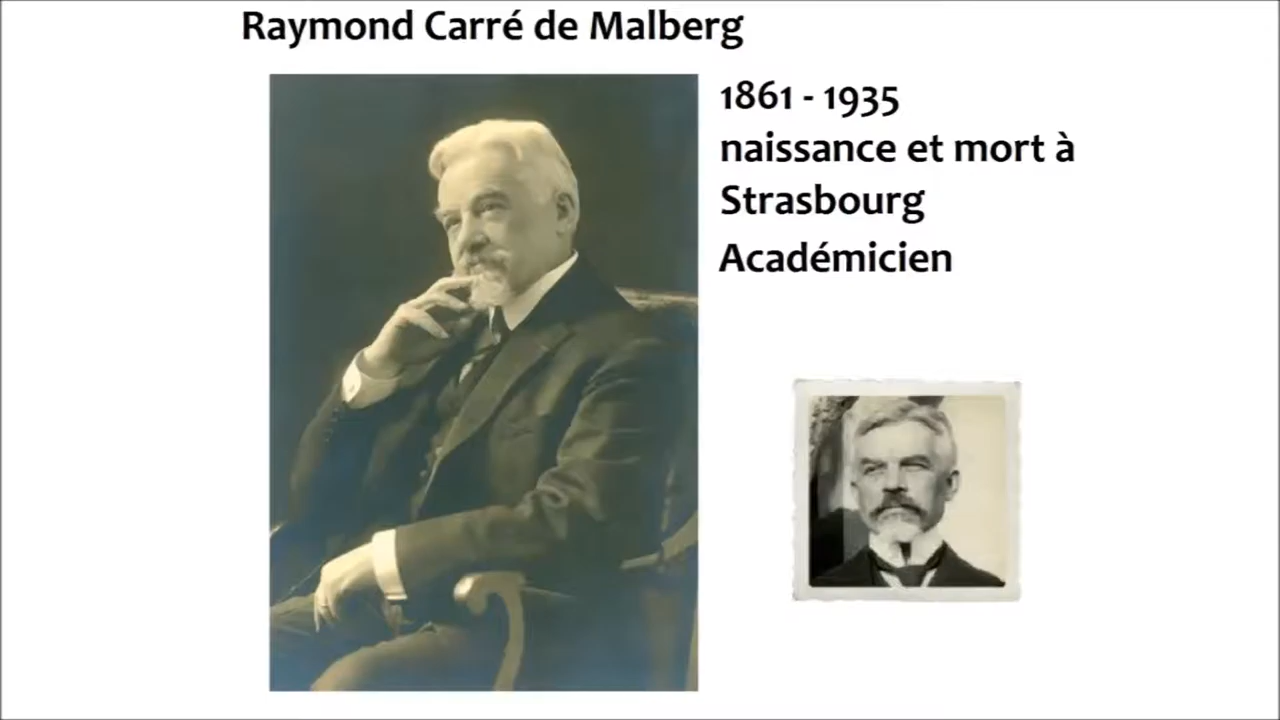 Raymond Carré de Malberg
1861 - 1935
naissance et mort à
Strasbourg
Académicien